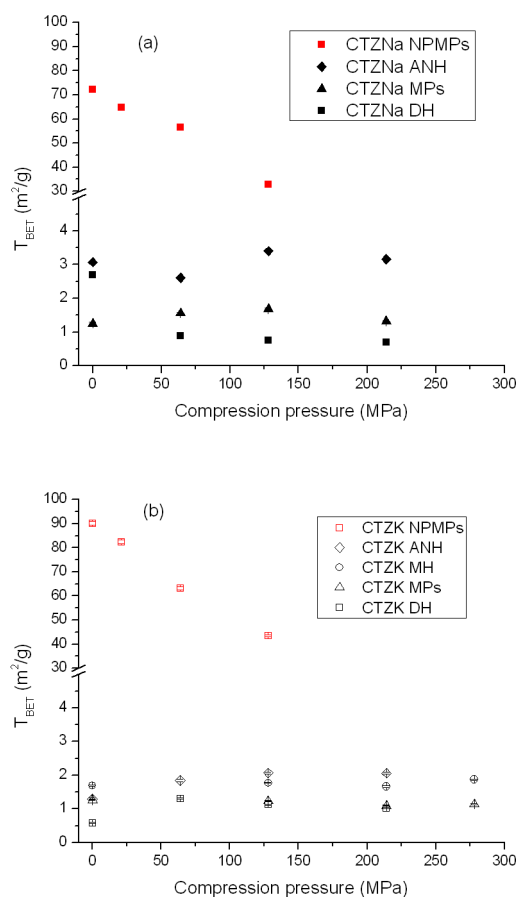 (a)
CTZNa NPMPs
CTZNa ANH
CTZNa MPs
CTZNa DH
100
90
80
70
60
50
40
30
4
3
2
1
0
T_BET (m²/g)
0 50 100 150 200 250 300
Compression pressure (MPa)
(b)
CTZK NPMPs
CTZK ANH
CTZK MH
CTZK MPs
CTZK DH
100
90
80
70
60
50
40
30
4
3
2
1
0
T_BET (m²/g)
0 50 100 150 200 250 300
Compression pressure (MPa)